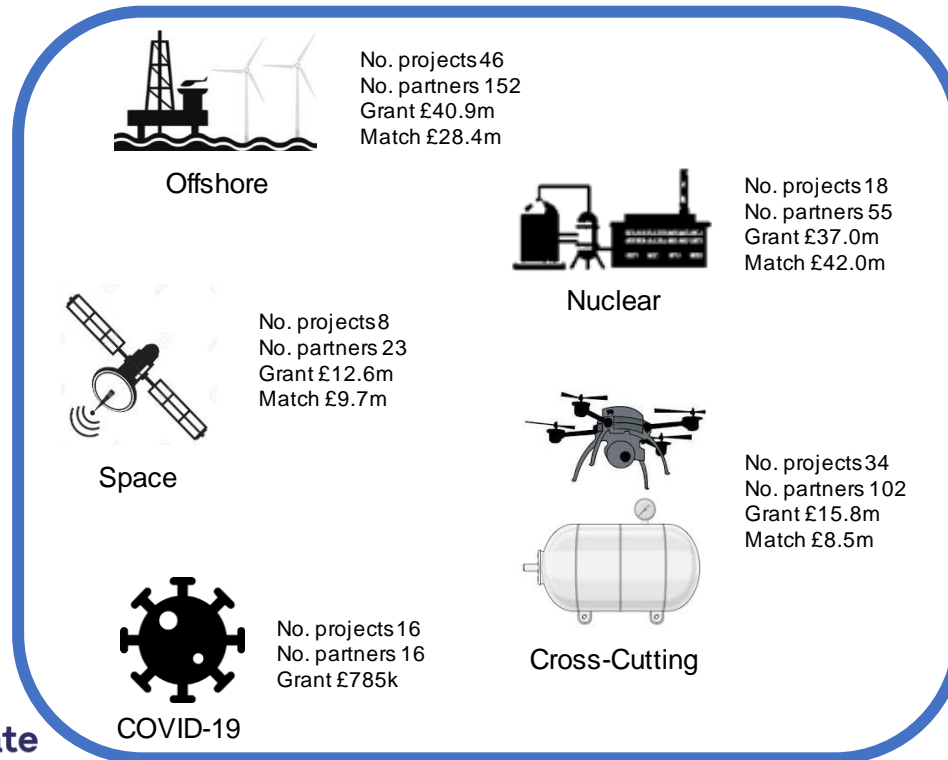 No. projects 46
No. partners 152
Grant £40.9m
Match £28.4m
Offshore
No. projects 18
No. partners 55
Grant £37.0m
Match £42.0m
Nuclear
No. projects 8
No. partners 23
Grant £12.6m
Match £9.7m
Space
No. projects 34
No. partners 102
Grant £15.8m
Match £8.5m
Cross-Cutting
No. projects 16
No. partners 16
Grant £785k
COVID-19